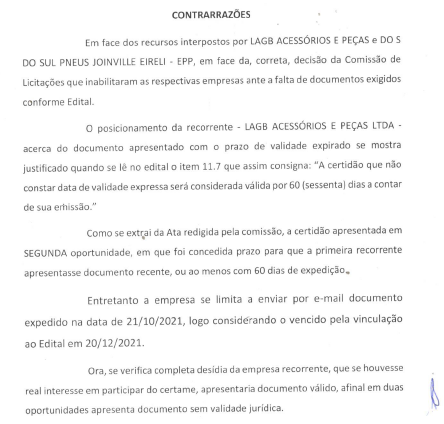 CONTRARRAZÕES
Em face dos recursos interpostos por LAGB ACESSÓRIOS E PEÇAS e DO S
DO SUL PNEUS JOINVILLE EIRELI - EPP, em face da, correta, decisão da Comissão de
Licitações que inabilitaram as respectivas empresas ante a falta de documentos exigidos
conforme Edital.
O posicionamento da recorrente - LAGB ACESSÓRIOS E PEÇAS LTDA -
acerca do documento apresentado com o prazo de validade expirado se mostra
justificado quando se lê no edital o item 11.7 que assim consigna: “A certidão que não
constar data de validade expressa será considerada válida por 60 (sessenta) dias a contar
de sua emissão.”
Como se extrai da Ata redigida pela comissão, a certidão apresentada em
SEGUNDA oportunidade, em que foi concedida prazo para que a primeira recorrente
apresentasse documento recente, ou ao menos com 60 dias de expedição.
Entretanto a empresa se limita a enviar por e-mail documento
expedido na data de 21/10/2021, logo considerando o vencido pela vinculação
ao Edital em 20/12/2021.
Ora, se verifica completa desídia da empresa recorrente, que se houvesse
real interesse em participar do certame, apresentaria documento válido, afinal em duas
oportunidades apresenta documento sem validade jurídica.